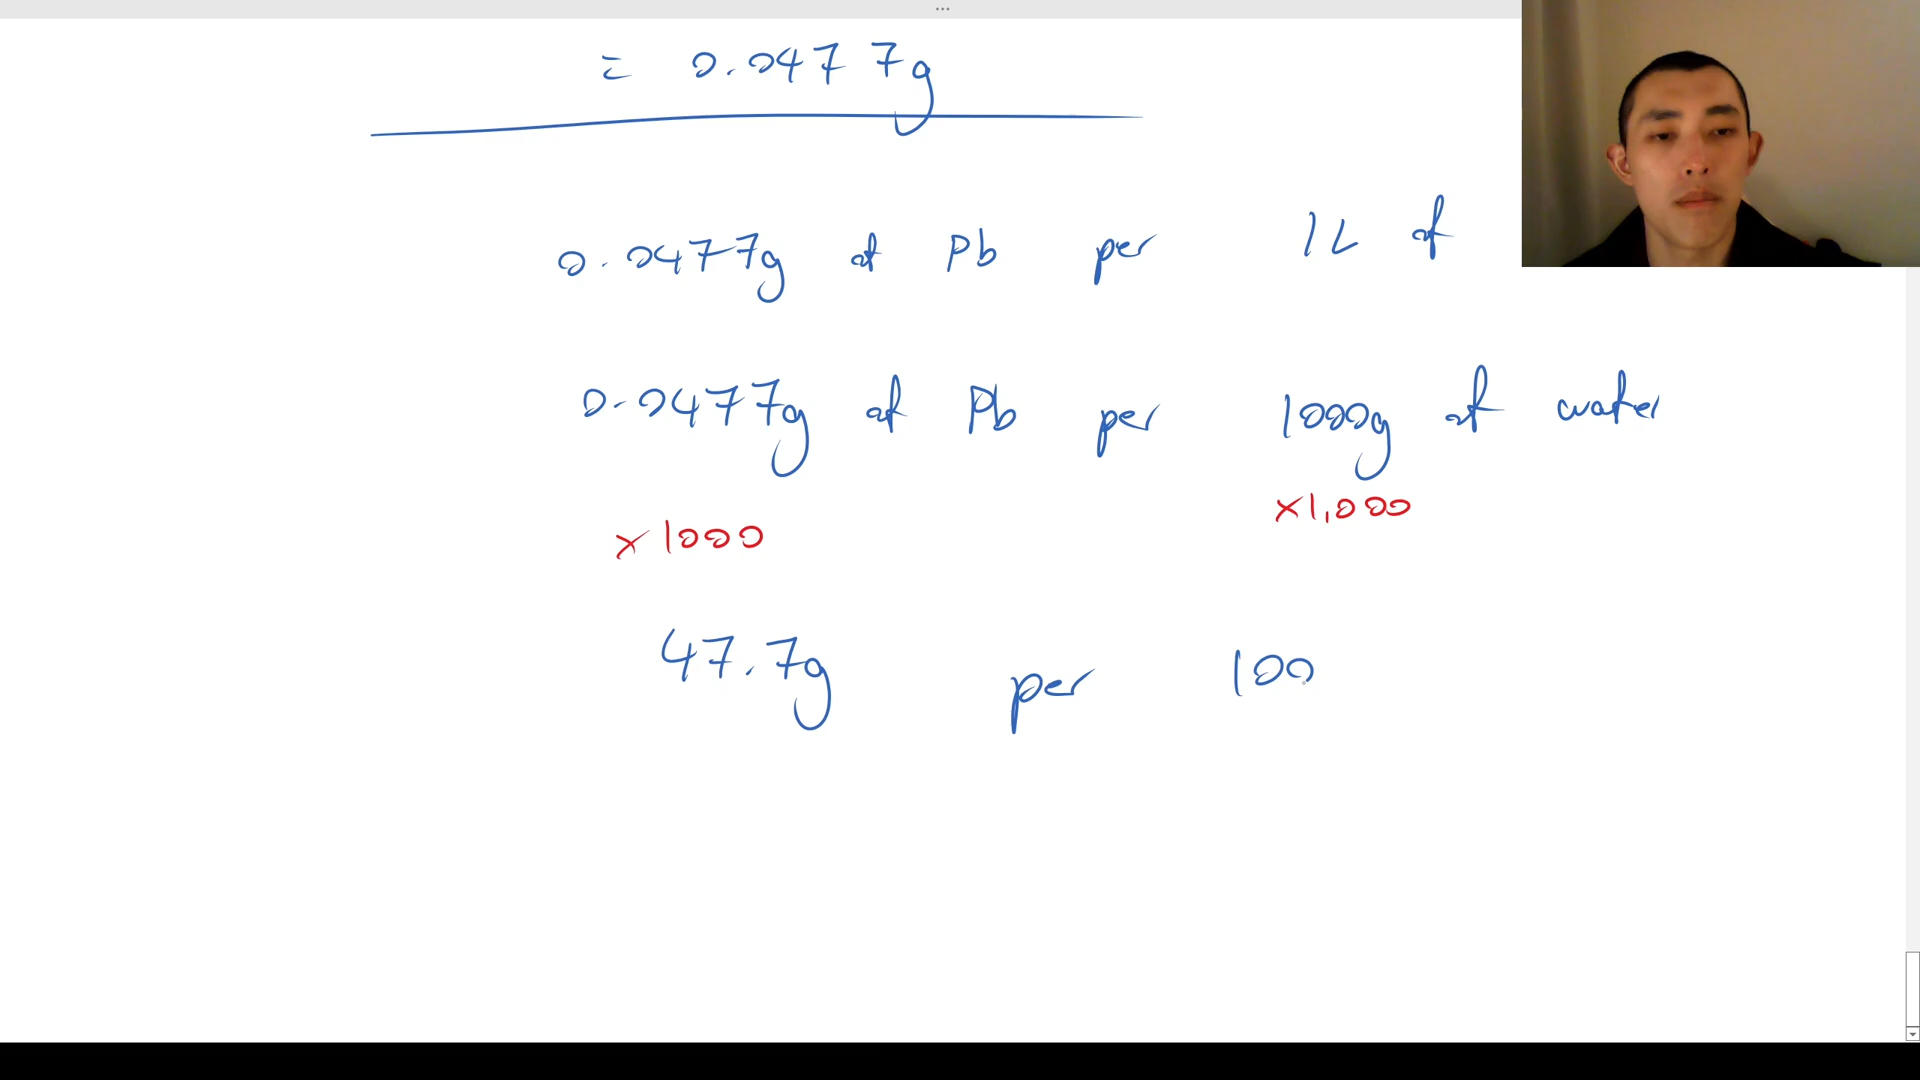 = 0.0477g
0.0477g of Pb per 1L of
0.0477g of Pb per 1000g of water
×1000 ×1,000
47.7g per 100